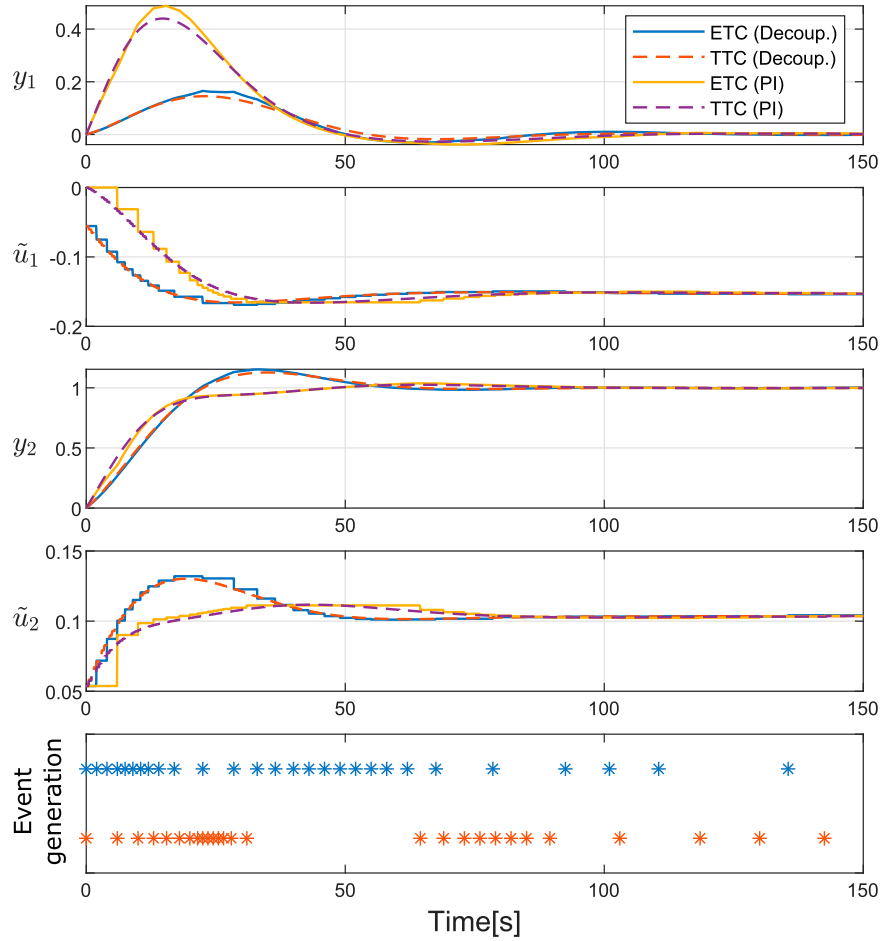 0.4
0.2
0
y₁
ETC (Decoup.)
TTC (Decoup.)
ETC (PI)
TTC (PI)
0 50 100 150
0
-0.1
-0.2
ũ₁
0 50 100 150
1
0.5
0
y₂
0 50 100 150
0.15
0.1
0.05
ũ₂
0 50 100 150
Event
generation
0 50 100 150
Time[s]